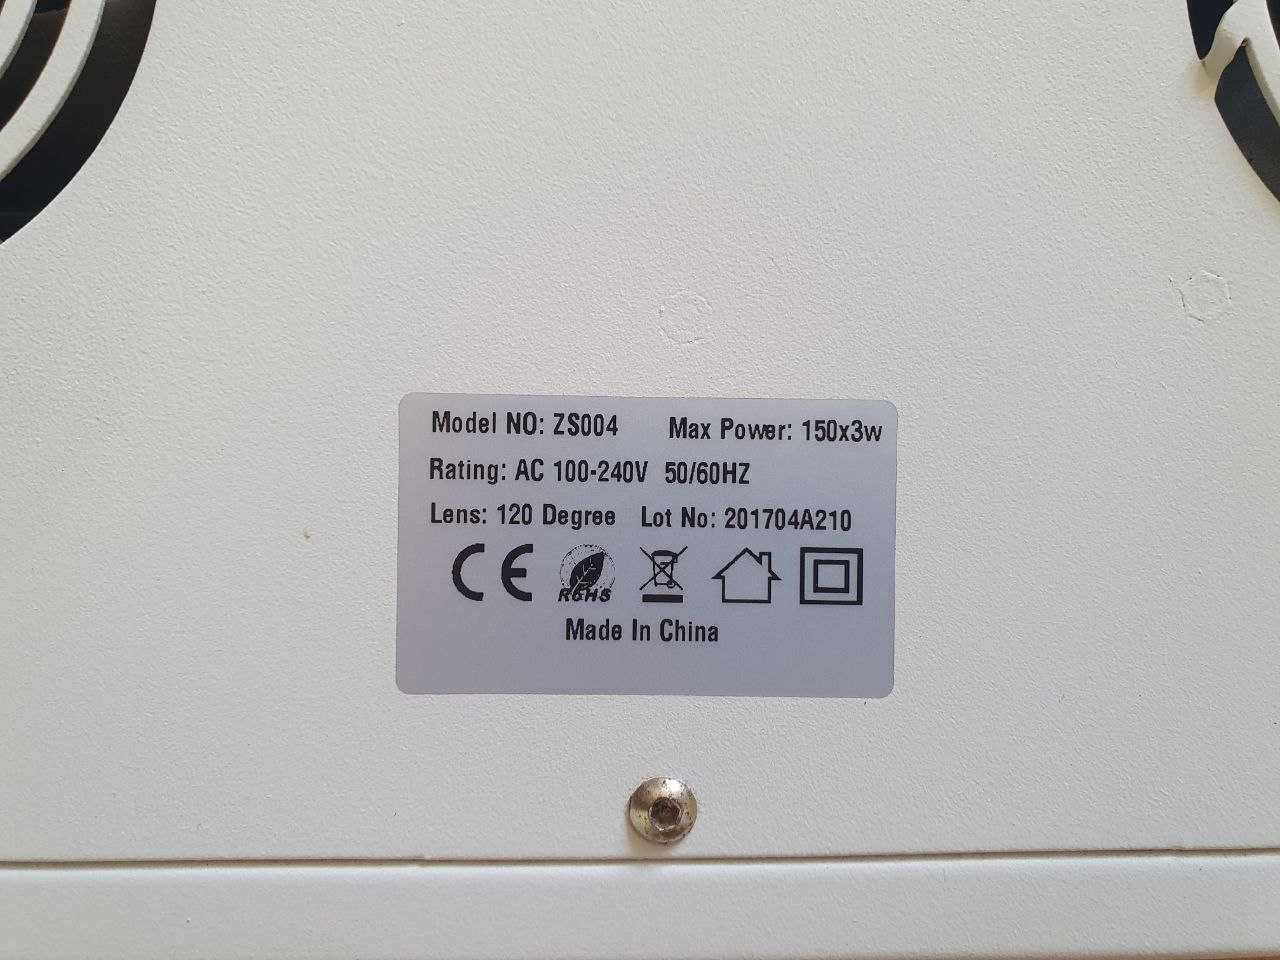 Model NO: ZS004 Max Power: 150x3w
Rating: AC 100-240V 50/60HZ
Lens: 120 Degree Lot No: 201704A210
CE RoHS
Made In China